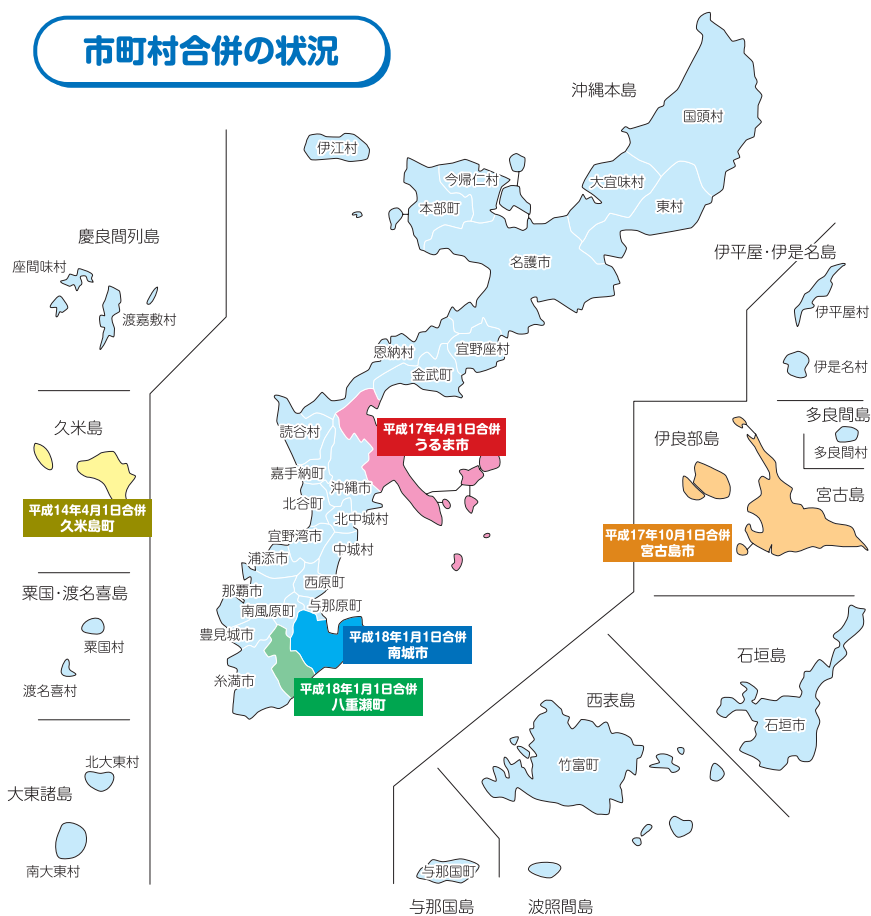 市町村合併の状況
沖縄本島
国頭村
伊江村
今帰仁村
大宜味村
本部町
東村
名護市
慶良間列島
座間味村
渡嘉敷村
伊平屋・伊是名島
伊平屋村
伊是名村
恩納村
宜野座村
金武町
多良間島
多良間村
久米島
平成14年4月1日合併
久米島町
読谷村
平成17年4月1日合併
うるま市
嘉手納町
沖縄市
北谷町
北中城村
宜野湾市
中城村
浦添市
西原町
那覇市
与那原町
南風原町
豊見城市
糸満市
平成18年1月1日合併
南城市
平成18年1月1日合併
八重瀬町
伊良部島
宮古島
平成17年10月1日合併
宮古島市
粟国・渡名喜島
粟国村
渡名喜村
石垣島
石垣市
西表島
竹富町
北大東村
大東諸島
南大東村
与那国町
与那国島
波照間島